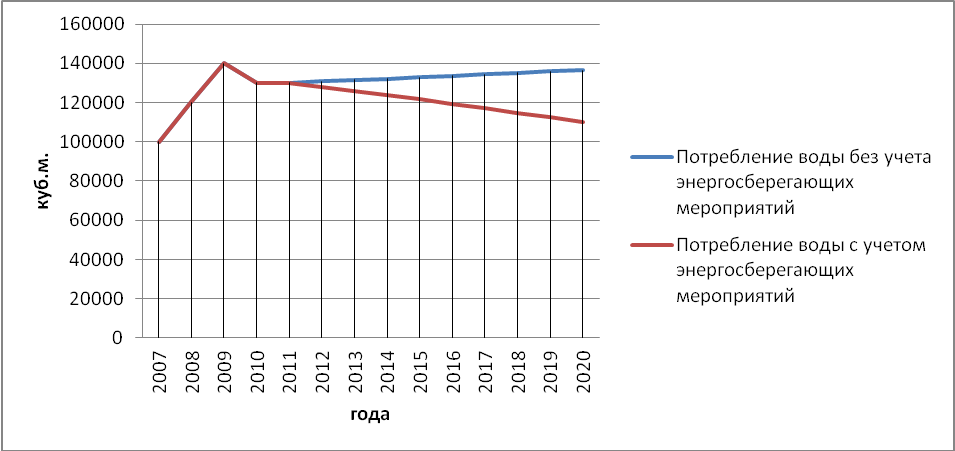 160000
140000
120000
100000
80000
60000
40000
20000
0
куб.м.
2007 2008 2009 2010 2011 2012 2013 2014 2015 2016 2017 2018 2019 2020
года
Потребление воды без учета
энергосберегающих
мероприятий
Потребление воды с учетом
энергосберегающих
мероприятий